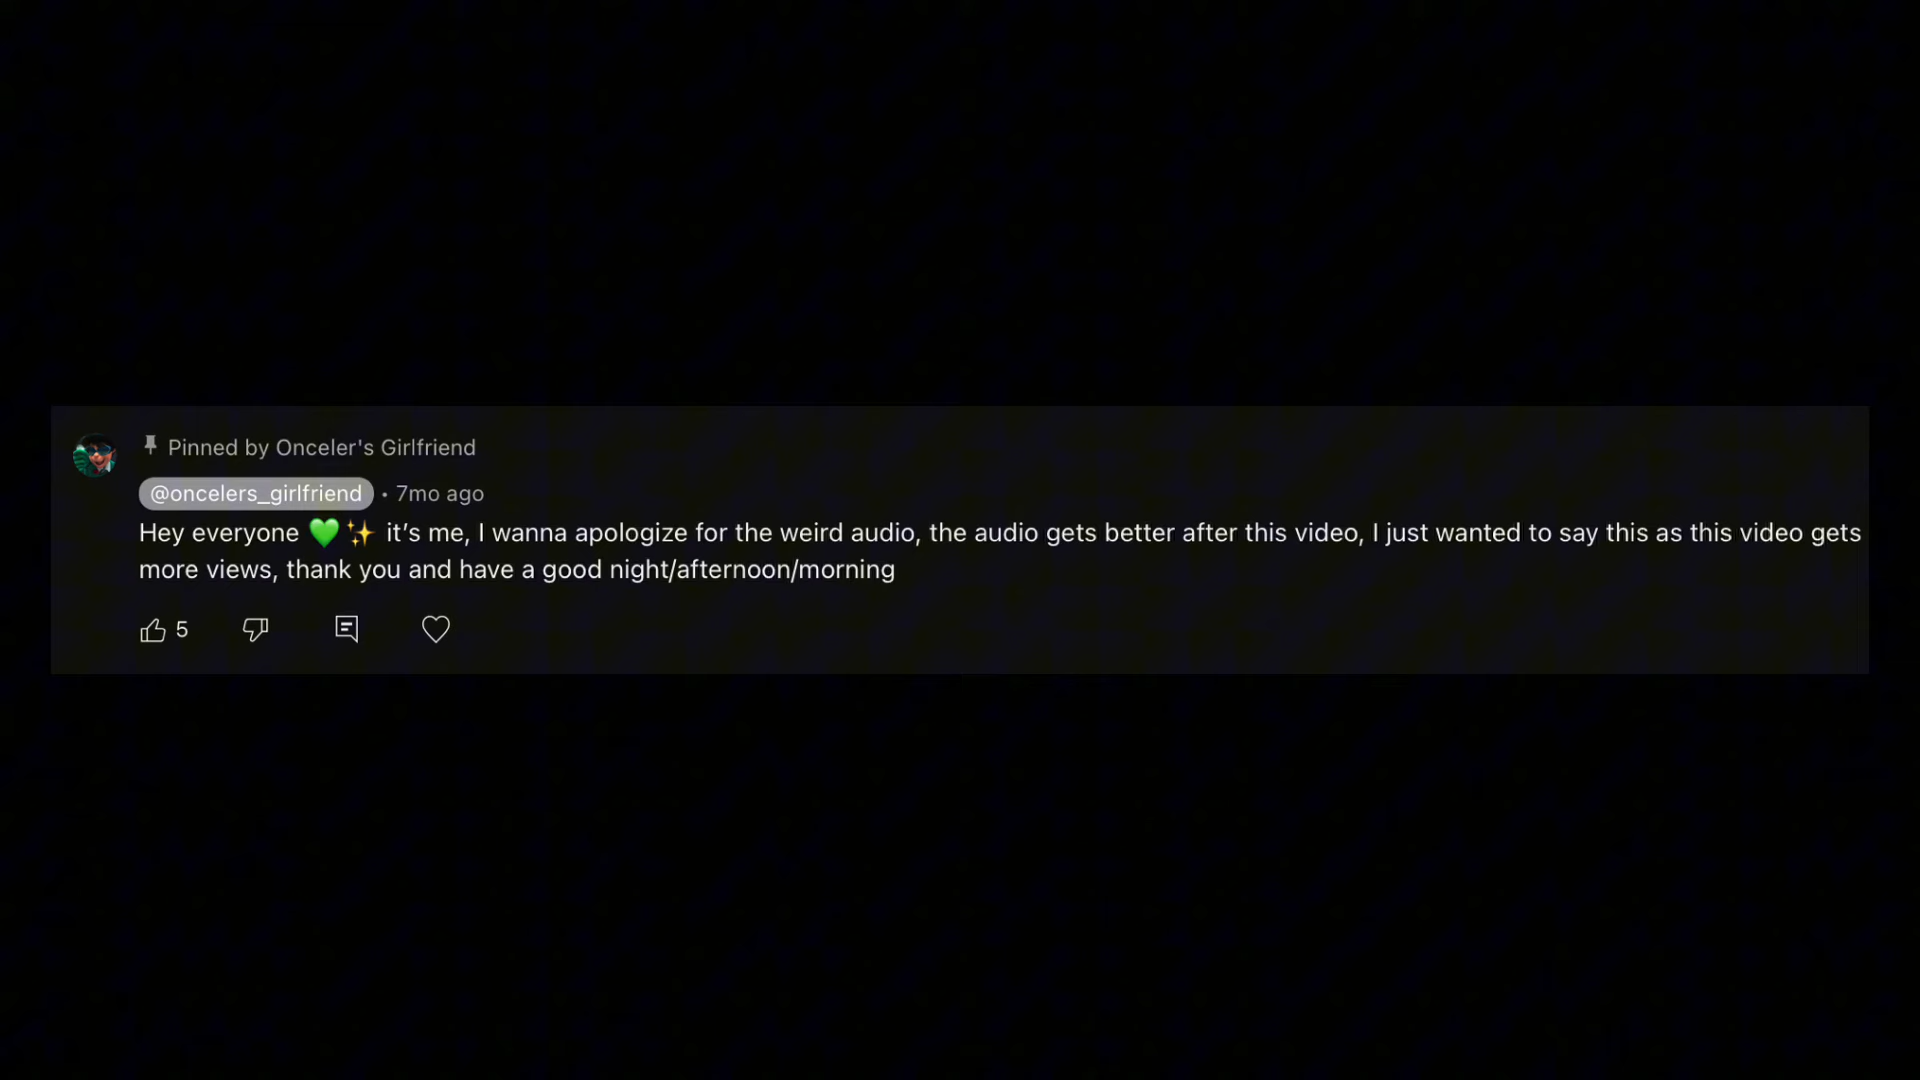 Pinned by Onceler's Girlfriend
@oncelers_girlfriend • 7mo ago
Hey everyone 💚✨ it’s me, I wanna apologize for the weird audio, the audio gets better after this video, I just wanted to say this as this video gets
more views, thank you and have a good night/afternoon/morning
5